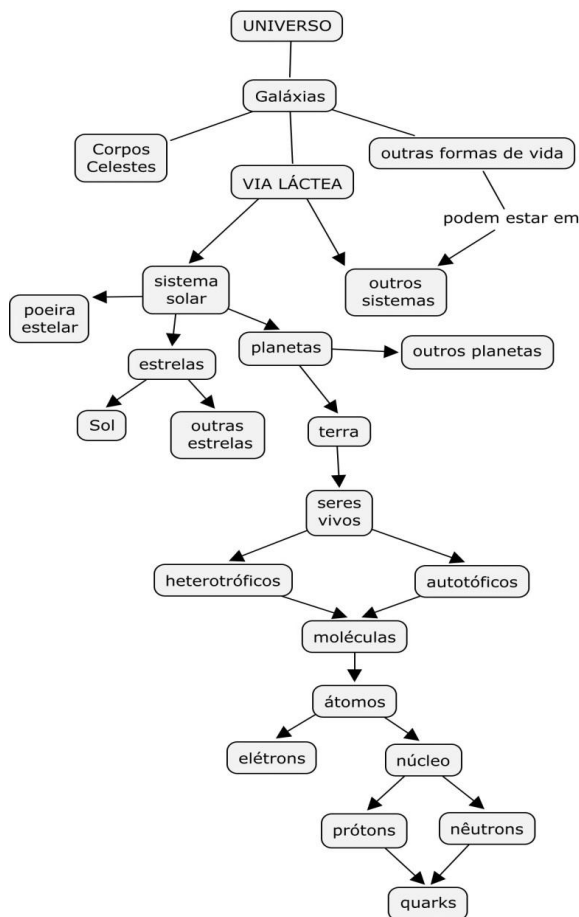 UNIVERSO
Galáxias
Corpos
Celestes
VIA LÁCTEA
outras formas de vida
podem estar em
sistema
solar
outros
sistemas
poeira
estelar
estrelas
planetas
outros planetas
Sol
outras
estrelas
terra
seres
vivos
heterotróficos
autotóficos
moléculas
átomos
elétrons
núcleo
prótons
nêutrons
quarks